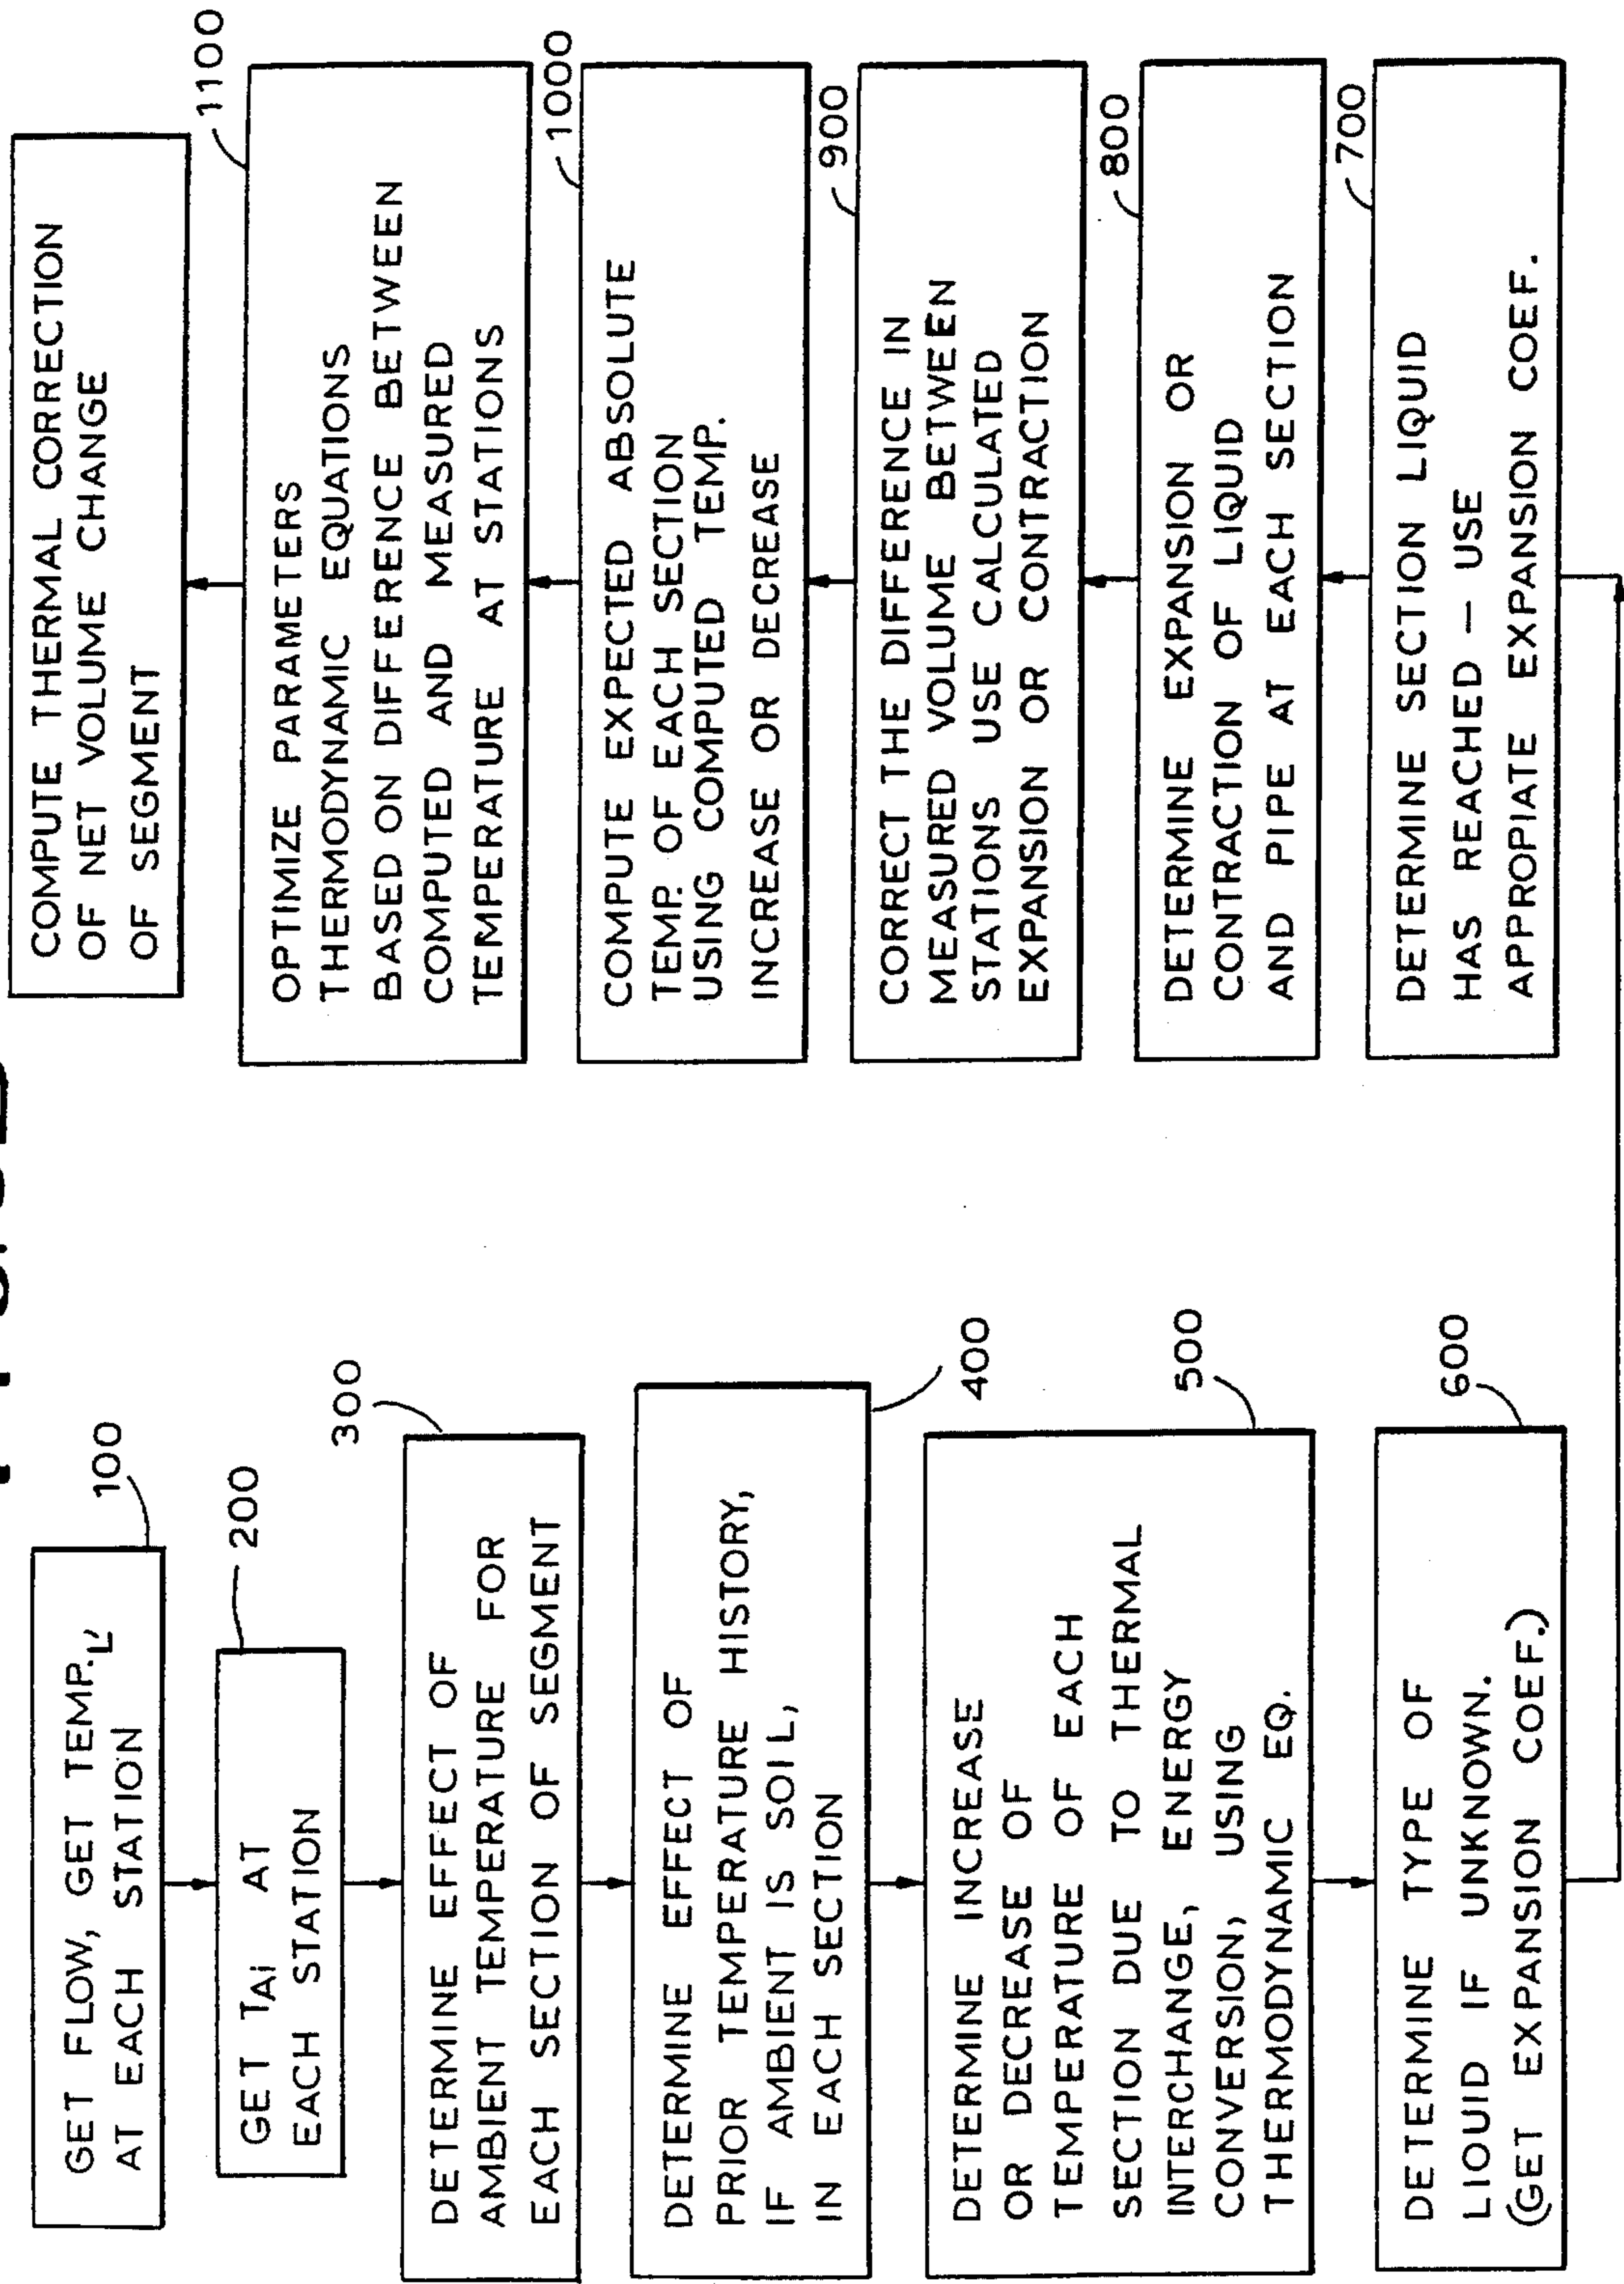 100
GET FLOW, GET TEMP.L,
AT EACH STATION
200
GET TAi AT
EACH STATION
300
DETERMINE EFFECT OF
AMBIENT TEMPERATURE FOR
EACH SECTION OF SEGMENT
DETERMINE EFFECT OF
PRIOR TEMPERATURE HISTORY,
IF AMBIENT IS SOIL,
IN EACH SECTION
400
500
DETERMINE INCREASE
OR DECREASE OF
TEMPERATURE OF EACH
SECTION DUE TO THERMAL
INTERCHANGE, ENERGY
CONVERSION, USING
THERMODYNAMIC EQ.
600
DETERMINE TYPE OF
LIQUID IF UNKNOWN.
(GET EXPANSION COEF.)
700
DETERMINE SECTION LIQUID
HAS REACHED — USE
APPROPIATE EXPANSION COEF.
800
DETERMINE EXPANSION OR
CONTRACTION OF LIQUID
AND PIPE AT EACH SECTION
900
CORRECT THE DIFFERENCE IN
MEASURED VOLUME BETWEEN
STATIONS USE CALCULATED
EXPANSION OR CONTRACTION
1000
COMPUTE EXPECTED ABSOLUTE
TEMP. OF EACH SECTION
USING COMPUTED TEMP.
INCREASE OR DECREASE
1100
OPTIMIZE PARAMETERS
THERMODYNAMIC EQUATIONS
BASED ON DIFFERENCE BETWEEN
COMPUTED AND MEASURED
TEMPERATURE AT STATIONS
COMPUTE THERMAL CORRECTION
OF NET VOLUME CHANGE
OF SEGMENT